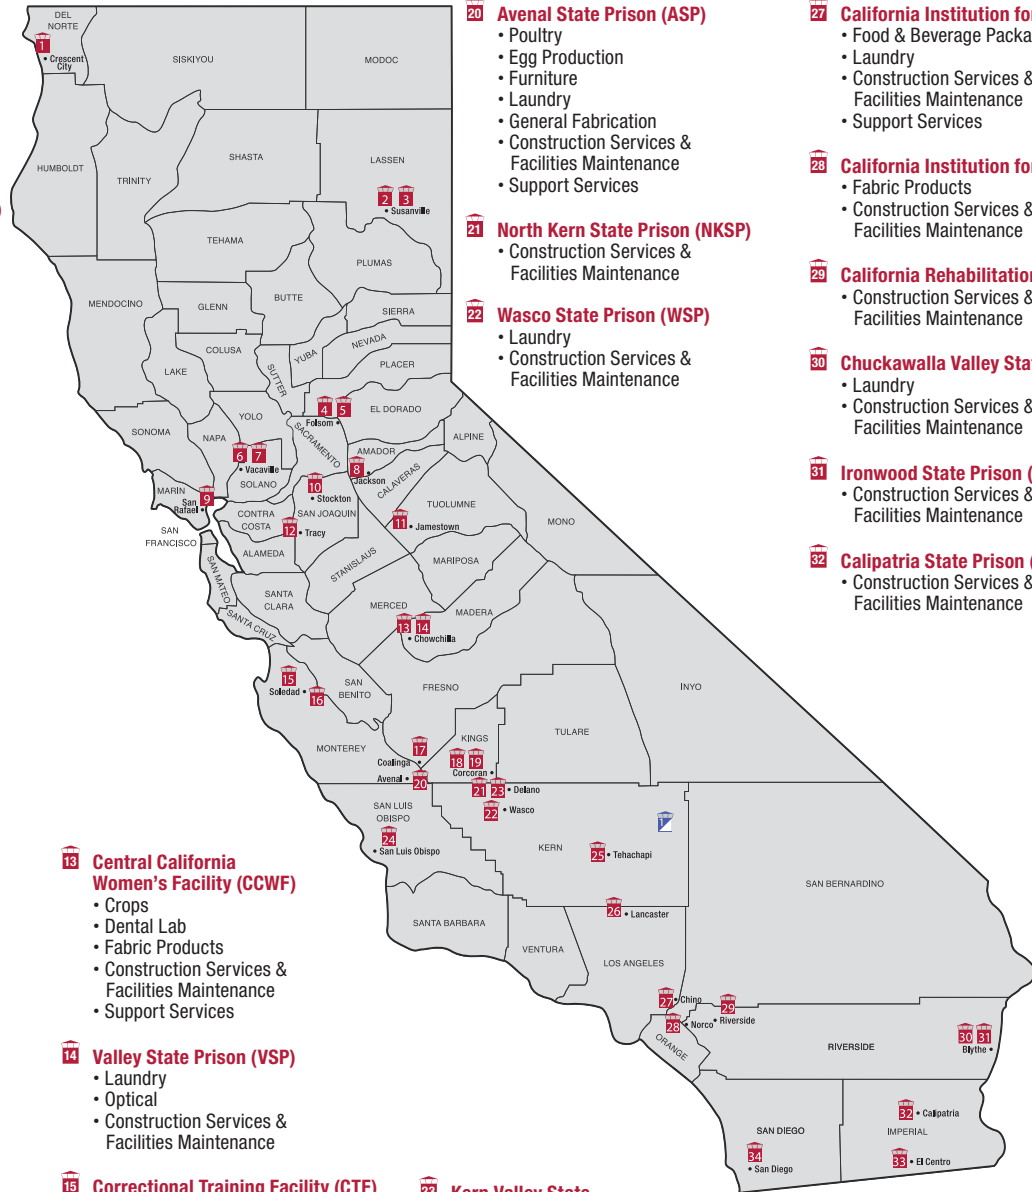 DEL
NORTE
1
• Crescent
City
SISKIYOU
MODOC
HUMBOLDT
TRINITY
SHASTA
LASSEN
2 3
• Susanville
TEHAMA
PLUMAS
MENDOCINO
GLENN
BUTTE
SIERRA
COLUSA
LAKE
SUTTER
YUBA
NEVADA
PLACER
SONOMA
NAPA
YOLO
4 5
Folsom •
EL DORADO
SACRAMENTO
AMADOR
ALPINE
6 7
• Vacaville
SOLANO
8
Jackson
CALAVERAS
MARIN
9
San
Rafael •
10
• Stockton
SAN JOAQUIN
CONTRA
COSTA
TUOLUMNE
11 • Jamestown
12 • Tracy
SAN
FRANCISCO
ALAMEDA
MONO
SAN MATEO
STANISLAUS
MARIPOSA
SANTA
CLARA
SANTA CRUZ
MERCED
MADERA
13 14
• Chowchilla
15
Soledad •
16
SAN
BENITO
FRESNO
INYO
MONTEREY
17
Coalinga
•
KINGS
18 19
Corcoran •
TULARE
Avenal • 20
21 23 • Delano
22 • Wasco
SAN LUIS
OBISPO
24
• San Luis Obispo
KERN
1
25 • Tehachapi
SAN BERNARDINO
26 • Lancaster
SANTA BARBARA
VENTURA
LOS ANGELES
27 • Chino
28 • Norco
29
• Riverside
ORANGE
RIVERSIDE
30 31
Blythe •
SAN DIEGO
34
• San Diego
32 • Calipatria
IMPERIAL
33 • El Centro
13 Central California
Women's Facility (CCWF)
• Crops
• Dental Lab
• Fabric Products
• Construction Services &
Facilities Maintenance
• Support Services
14 Valley State Prison (VSP)
• Laundry
• Optical
• Construction Services &
Facilities Maintenance
15 Correctional Training Facility (CTF)
20 Avenal State Prison (ASP)
• Poultry
• Egg Production
• Furniture
• Laundry
• General Fabrication
• Construction Services &
Facilities Maintenance
• Support Services
21 North Kern State Prison (NKSP)
• Construction Services &
Facilities Maintenance
22 Wasco State Prison (WSP)
• Laundry
• Construction Services &
Facilities Maintenance
23 Kern Valley State
27 California Institution for
• Food & Beverage Packa
• Laundry
• Construction Services &
Facilities Maintenance
• Support Services
28 California Institution for
• Fabric Products
• Construction Services &
Facilities Maintenance
29 California Rehabilitation
• Construction Services &
Facilities Maintenance
30 Chuckawalla Valley Stat
• Laundry
• Construction Services &
Facilities Maintenance
31 Ironwood State Prison (
• Construction Services &
Facilities Maintenance
32 Calipatria State Prison (
• Construction Services &
Facilities Maintenance